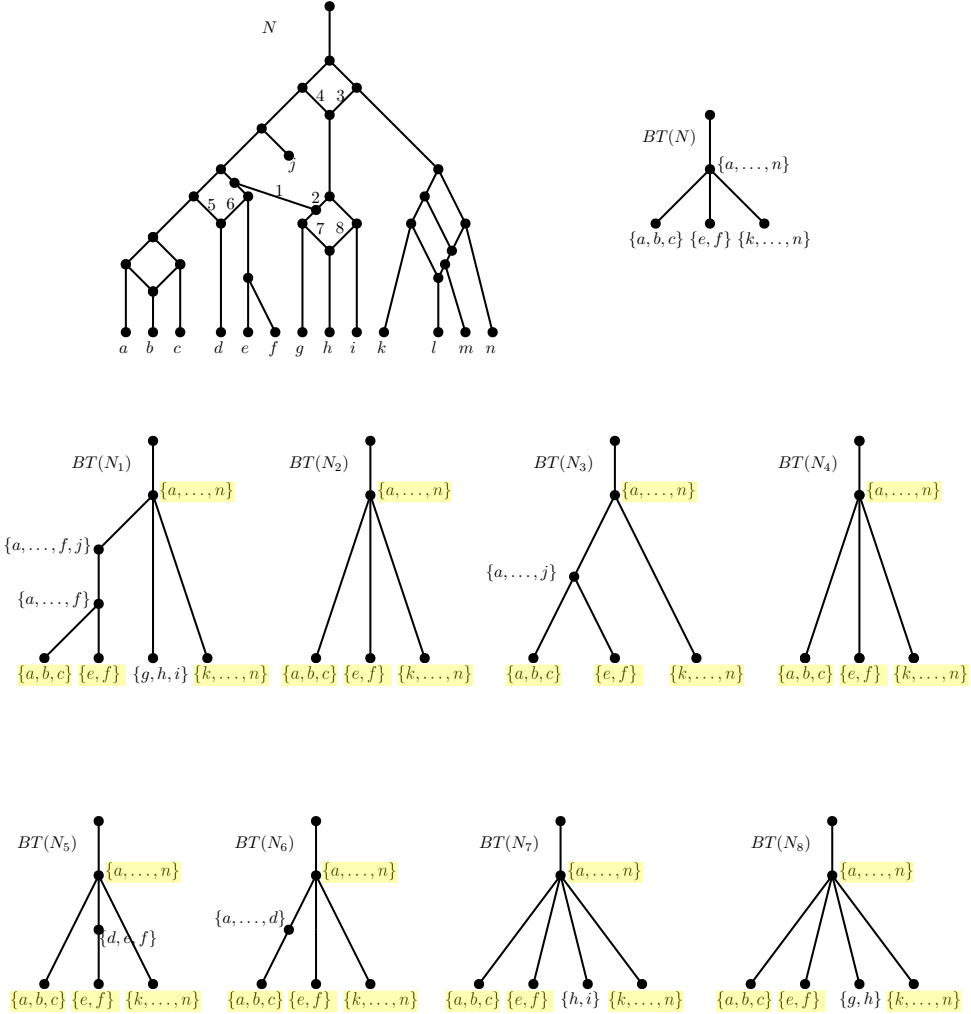 N
4 3
BT(N)
{a, . . . , n}
j
1
2
5 6
7 8
{a, b, c} {e, f} {k, . . . , n}
a b c d e f g h i k l m n
BT(N₁) BT(N₂) BT(N₃) BT(N₄)
{a, . . . , n} {a, . . . , n} {a, . . . , n} {a, . . . , n}
{a, . . . , f, j}
{a, . . . , j}
{a, . . . , f}
{a, b, c} {e, f} {g, h, i} {k, . . . , n} {a, b, c} {e, f} {k, . . . , n} {a, b, c} {e, f} {k, . . . , n} {a, b, c} {e, f} {k, . . . , n}
BT(N₅) BT(N₆) BT(N₇) BT(N₈)
{a, . . . , n} {a, . . . , n} {a, . . . , n} {a, . . . , n}
{a, . . . , d}
{d, e, f}
{a, b, c} {e, f} {k, . . . , n} {a, b, c} {e, f} {k, . . . , n} {a, b, c} {e, f} {h, i} {k, . . . , n} {a, b, c} {e, f} {g, h} {k, . . . , n}